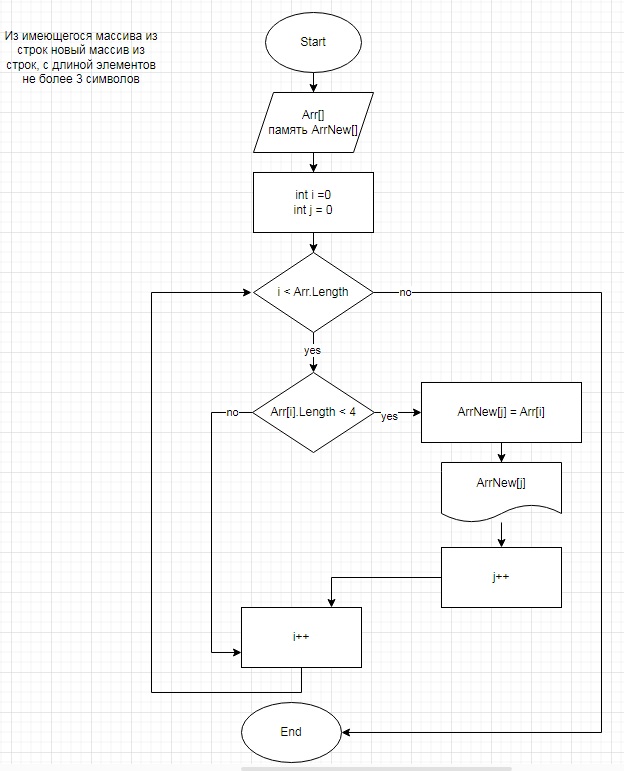 Из имеющегося массива из
строк новый массив из
строк, с длиной элементов
не более 3 символов
Start
Arr[]
память ArrNew[]
int i =0
int j = 0
i < Arr.Length
no
yes
Arr[i].Length < 4
no
yes
ArrNew[j] = Arr[i]
ArrNew[j]
j++
i++
End